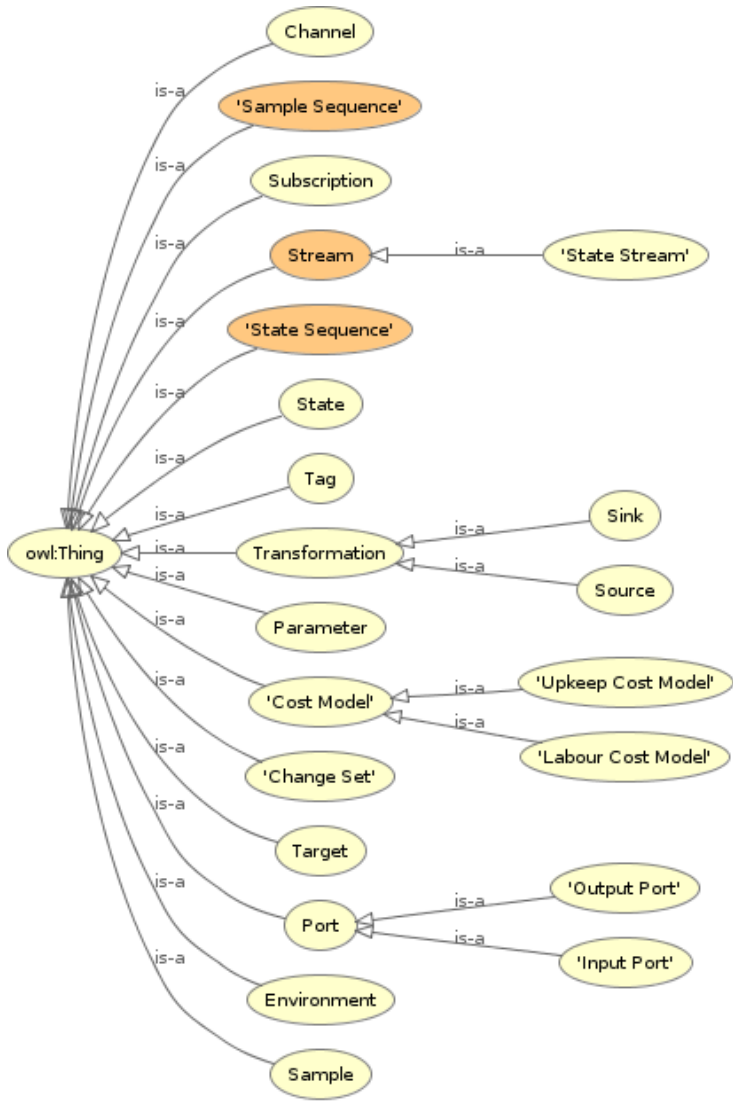 Channel
is-a
'Sample Sequence'
is-a
Subscription
is-a
Stream
is-a
'State Stream'
is-a
'State Sequence'
is-a
State
is-a
Tag
is-a
Sink
is-a
owl:Thing
is-a
Transformation
is-a
Source
is-a
Parameter
is-a
'Cost Model'
is-a
'Upkeep Cost Model'
is-a
'Labour Cost Model'
is-a
'Change Set'
is-a
Target
is-a
Port
is-a
'Output Port'
is-a
'Input Port'
is-a
Environment
is-a
Sample